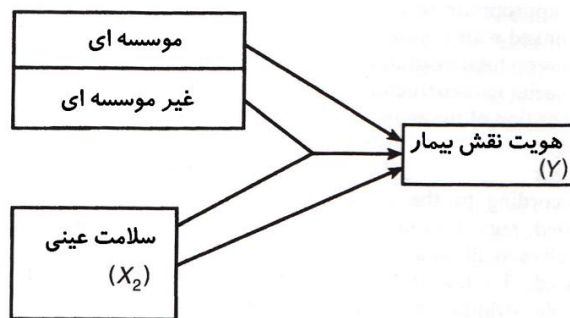 موسسه ای
غیر موسسه ای
هویت نقش بیمار
(Y)
سلامت عینی
(X₂)